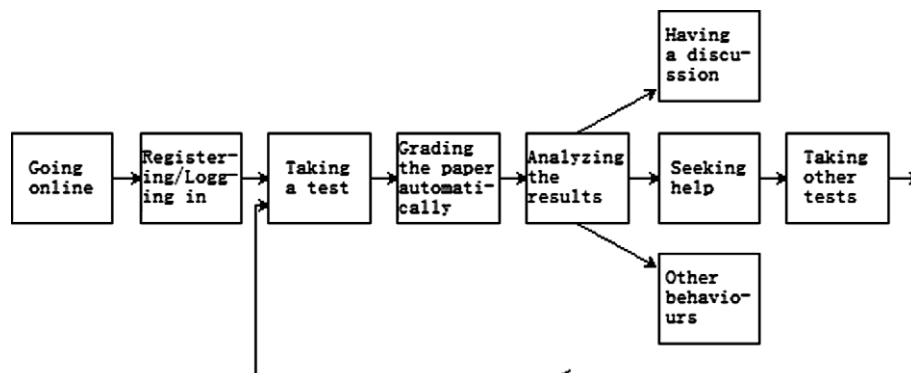 Going
online
Register-
ing/Logg-
ing in
Taking
a test
Grading
the paper
automati-
cally
Analyzing
the
results
Having
a discu-
ssion
Seeking
help
Other
behavio-
urs
Taking
other
tests